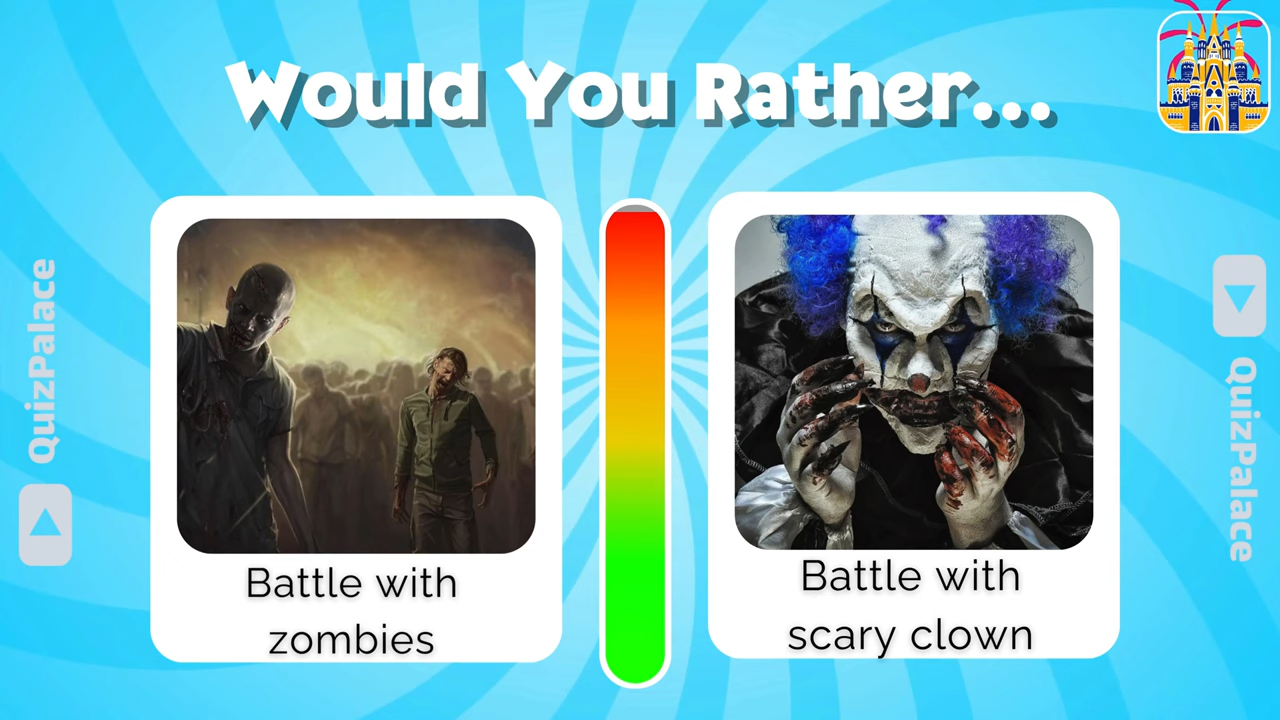 Would You Rather...
QuizPalace
Battle with
zombies
Battle with
scary clown
QuizPalace